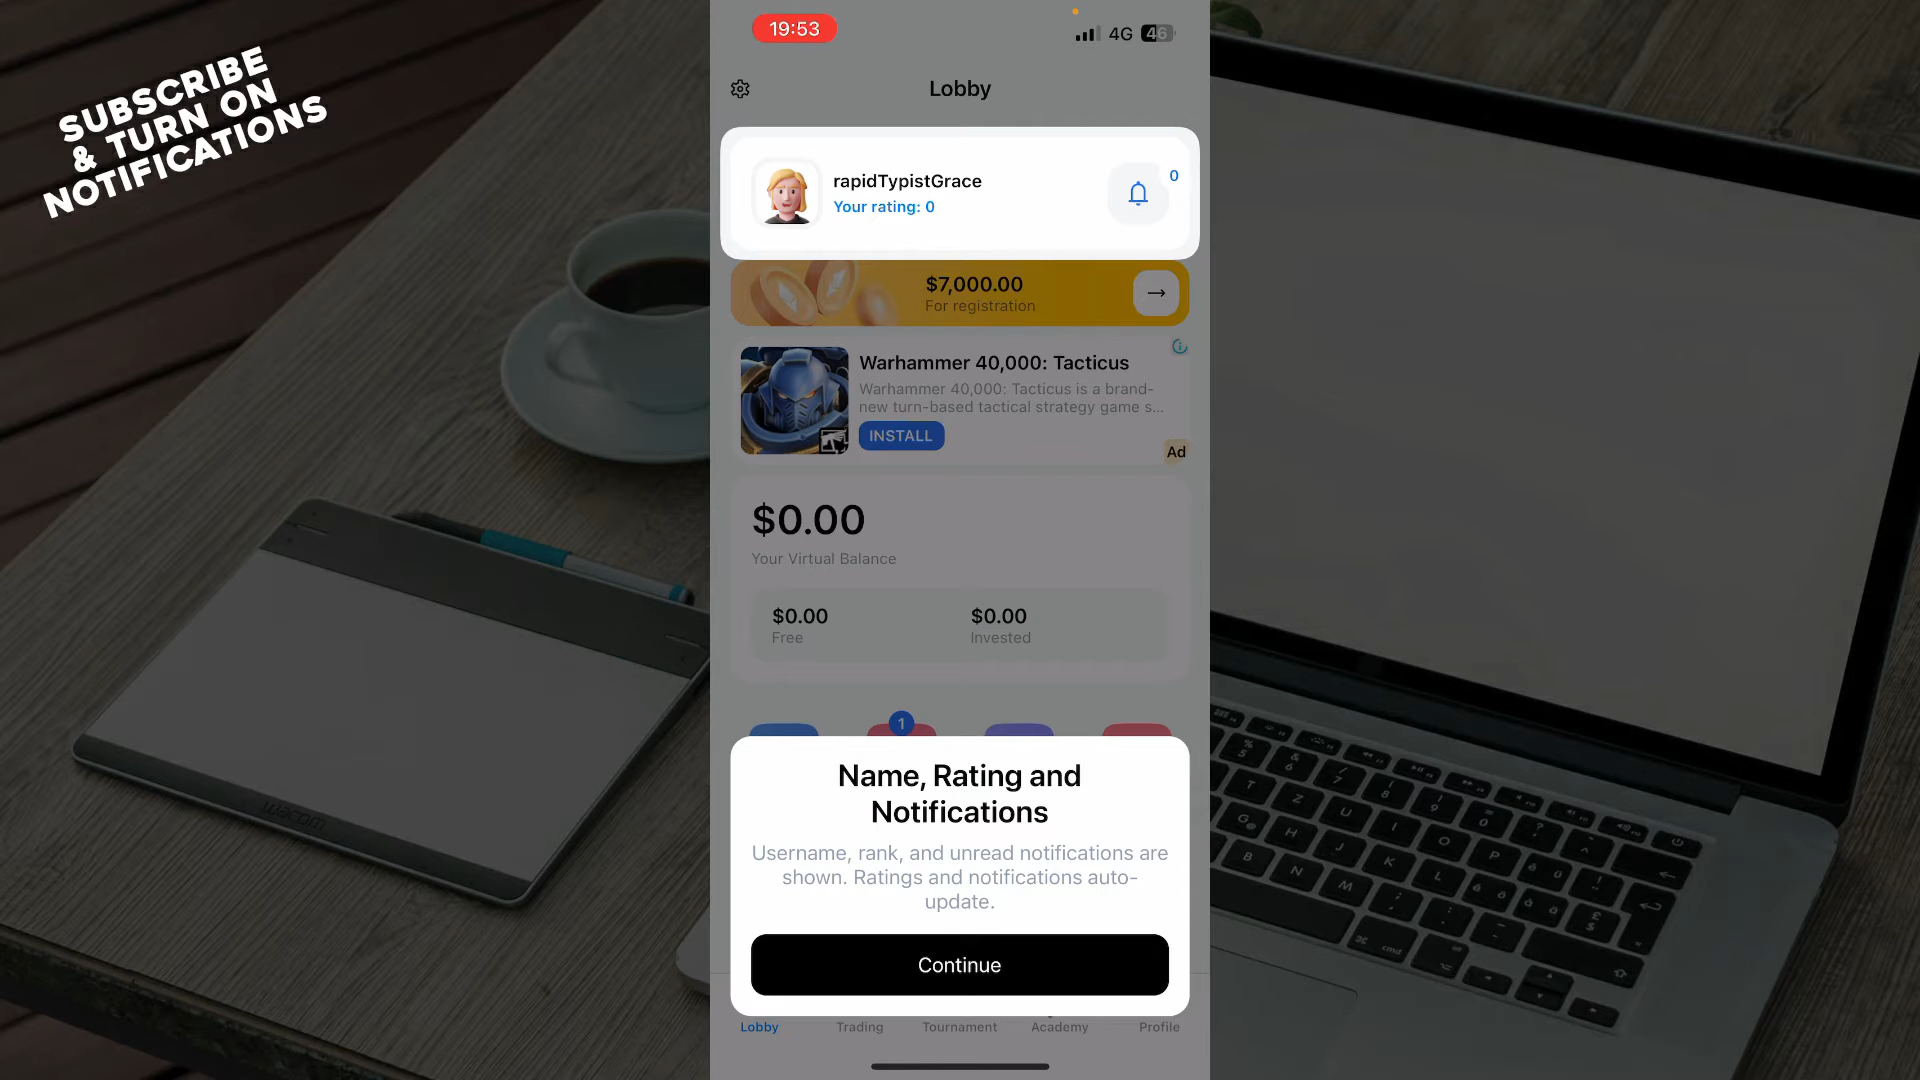 SUBSCRIBE
& TURN ON
NOTIFICATIONS
19:53
4G
46
Lobby
rapidTypistGrace
Your rating: 0
0
$7,000.00
For registration
Warhammer 40,000: Tacticus
Warhammer 40,000: Tacticus is a brand-
new turn-based tactical strategy game s...
INSTALL
Ad
$0.00
Your Virtual Balance
$0.00
Free
$0.00
Invested
1
Name, Rating and
Notifications
Username, rank, and unread notifications are
shown. Ratings and notifications auto-
update.
Continue
Lobby
Trading
Tournament
Academy
Profile
wacom